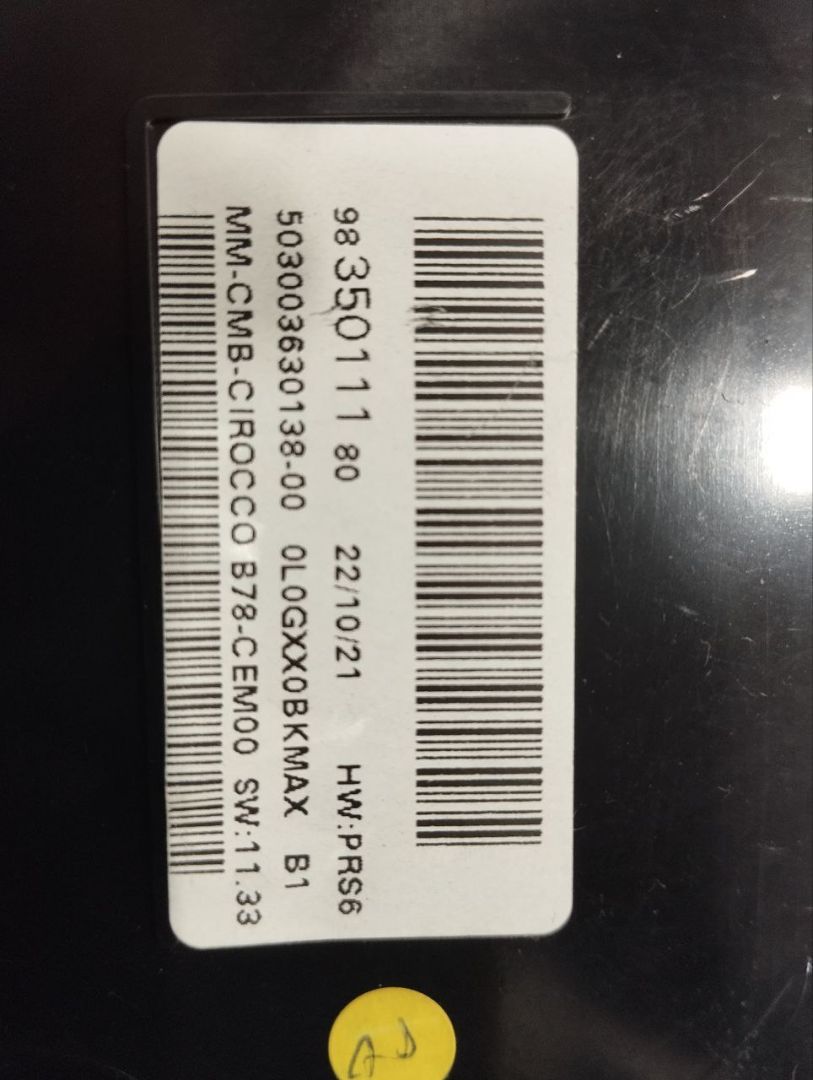 98 350111 80 22/10/21 HW:PRS6
503003630138-00 0L0GXX0BKMAX B1
MM-CMB-CIROCCO B78-CEM00 SW:11.33